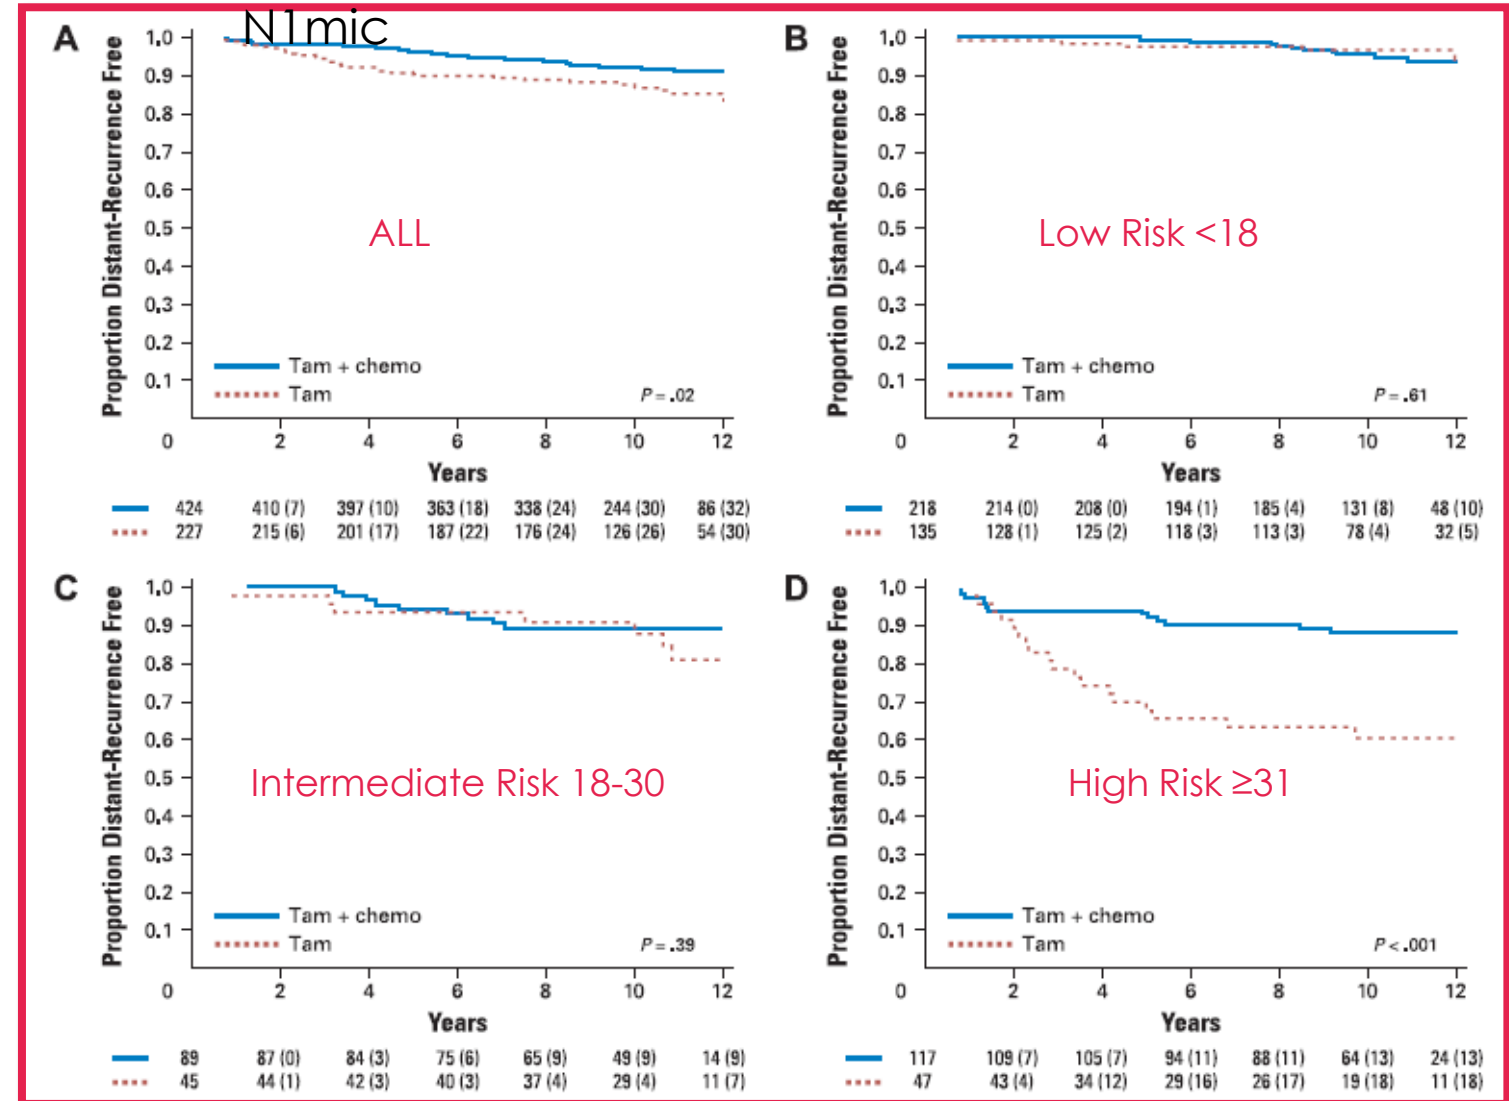 N1mic
A
Proportion Distant-Recurrence Free
1.0
0.9
0.8
0.7
0.6
0.5
0.4
0.3
0.2
0.1
ALL
Tam + chemo
Tam
P = .02
0 2 4 6 8 10 12
Years
424 410 (7) 397 (10) 363 (18) 338 (24) 244 (30) 86 (32)
227 215 (6) 201 (17) 187 (22) 176 (24) 126 (26) 54 (30)
B
Proportion Distant-Recurrence Free
1.0
0.9
0.8
0.7
0.6
0.5
0.4
0.3
0.2
0.1
Low Risk <18
Tam + chemo
Tam
P = .61
0 2 4 6 8 10 12
Years
218 214 (0) 208 (0) 194 (1) 185 (4) 131 (8) 48 (10)
135 128 (1) 125 (2) 118 (3) 113 (3) 78 (4) 32 (5)
C
Proportion Distant-Recurrence Free
1.0
0.9
0.8
0.7
0.6
0.5
0.4
0.3
0.2
0.1
Intermediate Risk 18-30
Tam + chemo
Tam
P = .39
0 2 4 6 8 10 12
Years
89 87 (0) 84 (3) 75 (6) 65 (9) 49 (9) 14 (9)
45 44 (1) 42 (3) 40 (3) 37 (4) 29 (4) 11 (7)
D
Proportion Distant-Recurrence Free
1.0
0.9
0.8
0.7
0.6
0.5
0.4
0.3
0.2
0.1
High Risk ≥31
Tam + chemo
Tam
P < .001
0 2 4 6 8 10 12
Years
117 109 (7) 105 (7) 94 (11) 88 (11) 64 (13) 24 (13)
47 43 (4) 34 (12) 29 (16) 26 (17) 19 (18) 11 (18)